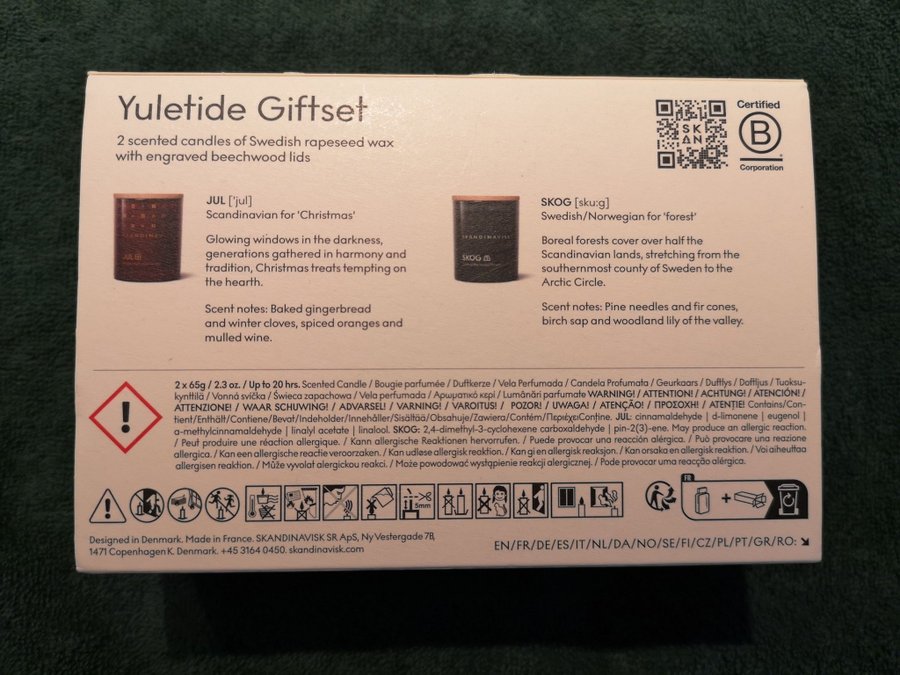 Yuletide Giftset
2 scented candles of Swedish rapeseed wax
with engraved beechwood lids
SK
AN
Certified
B
Corporation
JUL ['jul]
Scandinavian for 'Christmas'
Glowing windows in the darkness,
generations gathered in harmony and
tradition, Christmas treats tempting on
the hearth.
Scent notes: Baked gingerbread
and winter cloves, spiced oranges and
mulled wine.
JUL
SKANDINAVISK
SKOG
SKOG [sku:g]
Swedish/Norwegian for 'forest'
Boreal forests cover over half the
Scandinavian lands, stretching from the
southernmost county of Sweden to the
Arctic Circle.
Scent notes: Pine needles and fir cones,
birch sap and woodland lily of the valley.
2 x 65g / 2.3 oz. / Up to 20 hrs. Scented Candle / Bougie parfumée / Duftkerze / Vela Perfumada / Candela Profumata / Geurkaars / Duftlys / Doftljus / Tuoksu-
kynttilä / Vonná svíčka / Świeca zapachowa / Vela perfumada / Αρωματικό κερί / Lumânări parfumate WARNING! / ATTENTION! / ACHTUNG! / ATENCIÓN! /
ATTENZIONE! / WAAR SCHUWING! / ADVARSEL! / VARNING! / VAROITUS! / POZOR! / UWAGA! / ATENÇÃO! / ΠΡΟΣΟΧΗ! / ATENȚIE! Contains/Con-
tient/Enthält/Contiene/Bevat/Indeholder/Innehåller/Sisältää/Obsahuje/Zawiera/Contém/Περιέχει/Conține. JUL: cinnamaldehyde | d-limonene | eugenol |
a-methylcinnamaldehyde | linalyl acetate | linalool. SKOG: 2,4-dimethyl-3-cyclohexene carboxaldehyde | pin-2(3)-ene. May produce an allergic reaction.
/ Peut produire une réaction allergique. / Kann allergische Reaktionen hervorrufen. / Puede provocar una reacción alérgica. / Può provocare una reazione
allergica. / Kan een allergische reactie veroorzaken. / Kan udløse allergisk reaktion. / Kan gi en allergisk reaksjon. / Kan orsaka en allergisk reaktion. / Voi aiheuttaa
allergisen reaktion. / Může vyvolat alergickou reakci. / Może powodować wystąpienie reakcji alergicznej. / Pode provocar uma reacção alérgica.
5mm
FR
Designed in Denmark. Made in France. SKANDINAVISK SR ApS, Ny Vestergade 7B,
1471 Copenhagen K. Denmark. +45 3164 0450. skandinavisk.com
EN/FR/DE/ES/IT/NL/DA/NO/SE/FI/CZ/PL/PT/GR/RO: